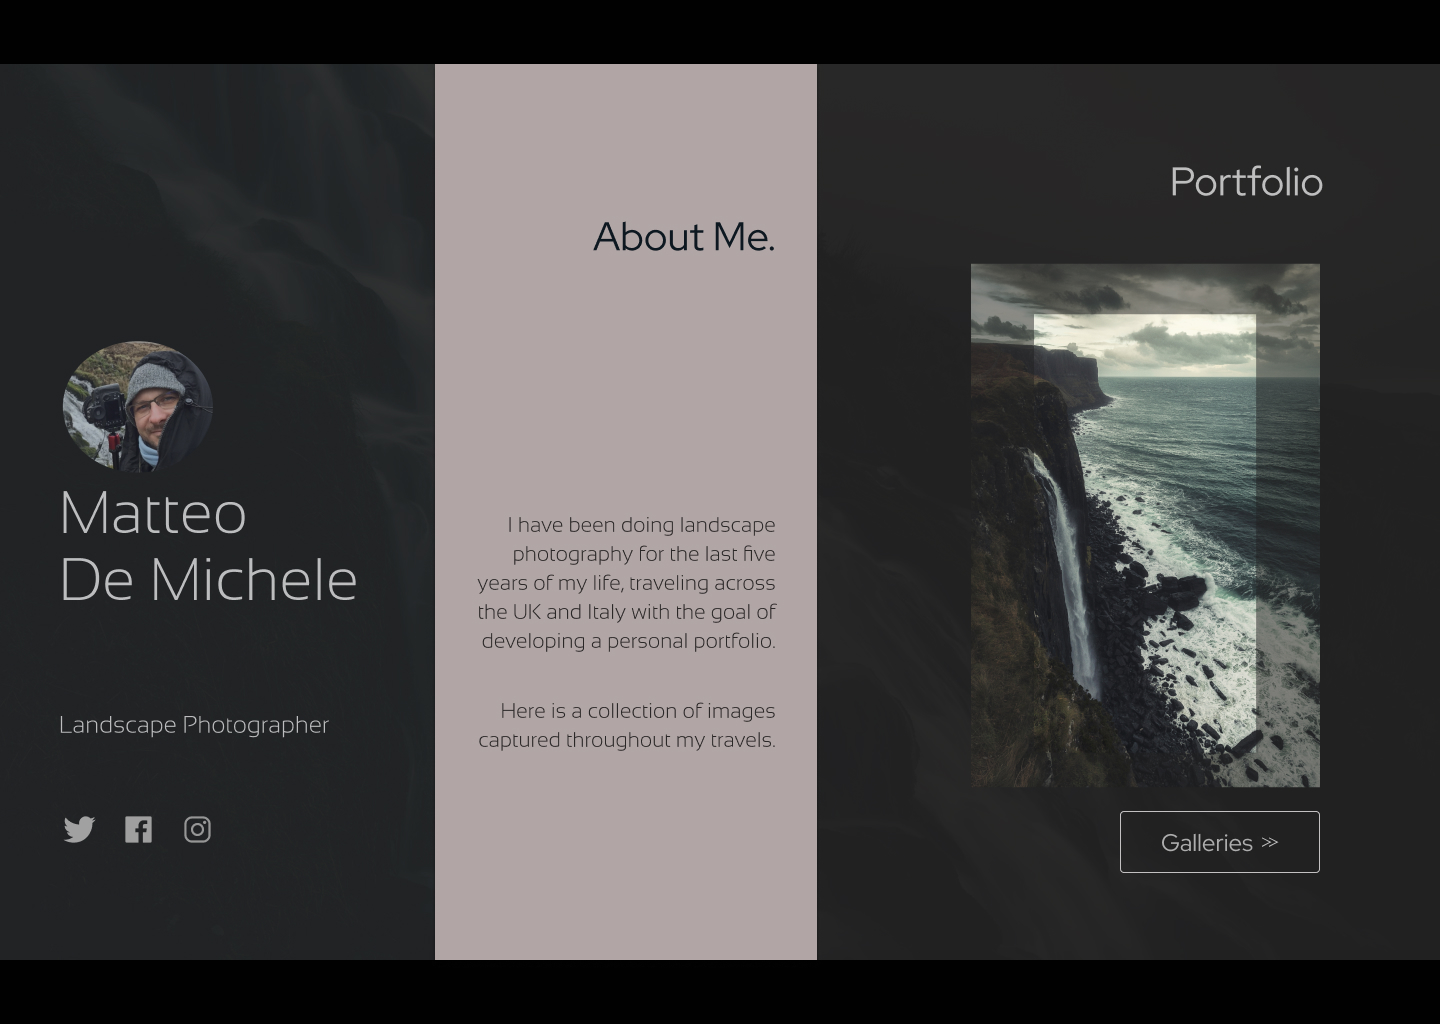 Matteo
De Michele
Landscape Photographer
About Me.
I have been doing landscape
photography for the last five
years of my life, traveling across
the UK and Italy with the goal of
developing a personal portfolio.
Here is a collection of images
captured throughout my travels.
Portfolio
Galleries >>